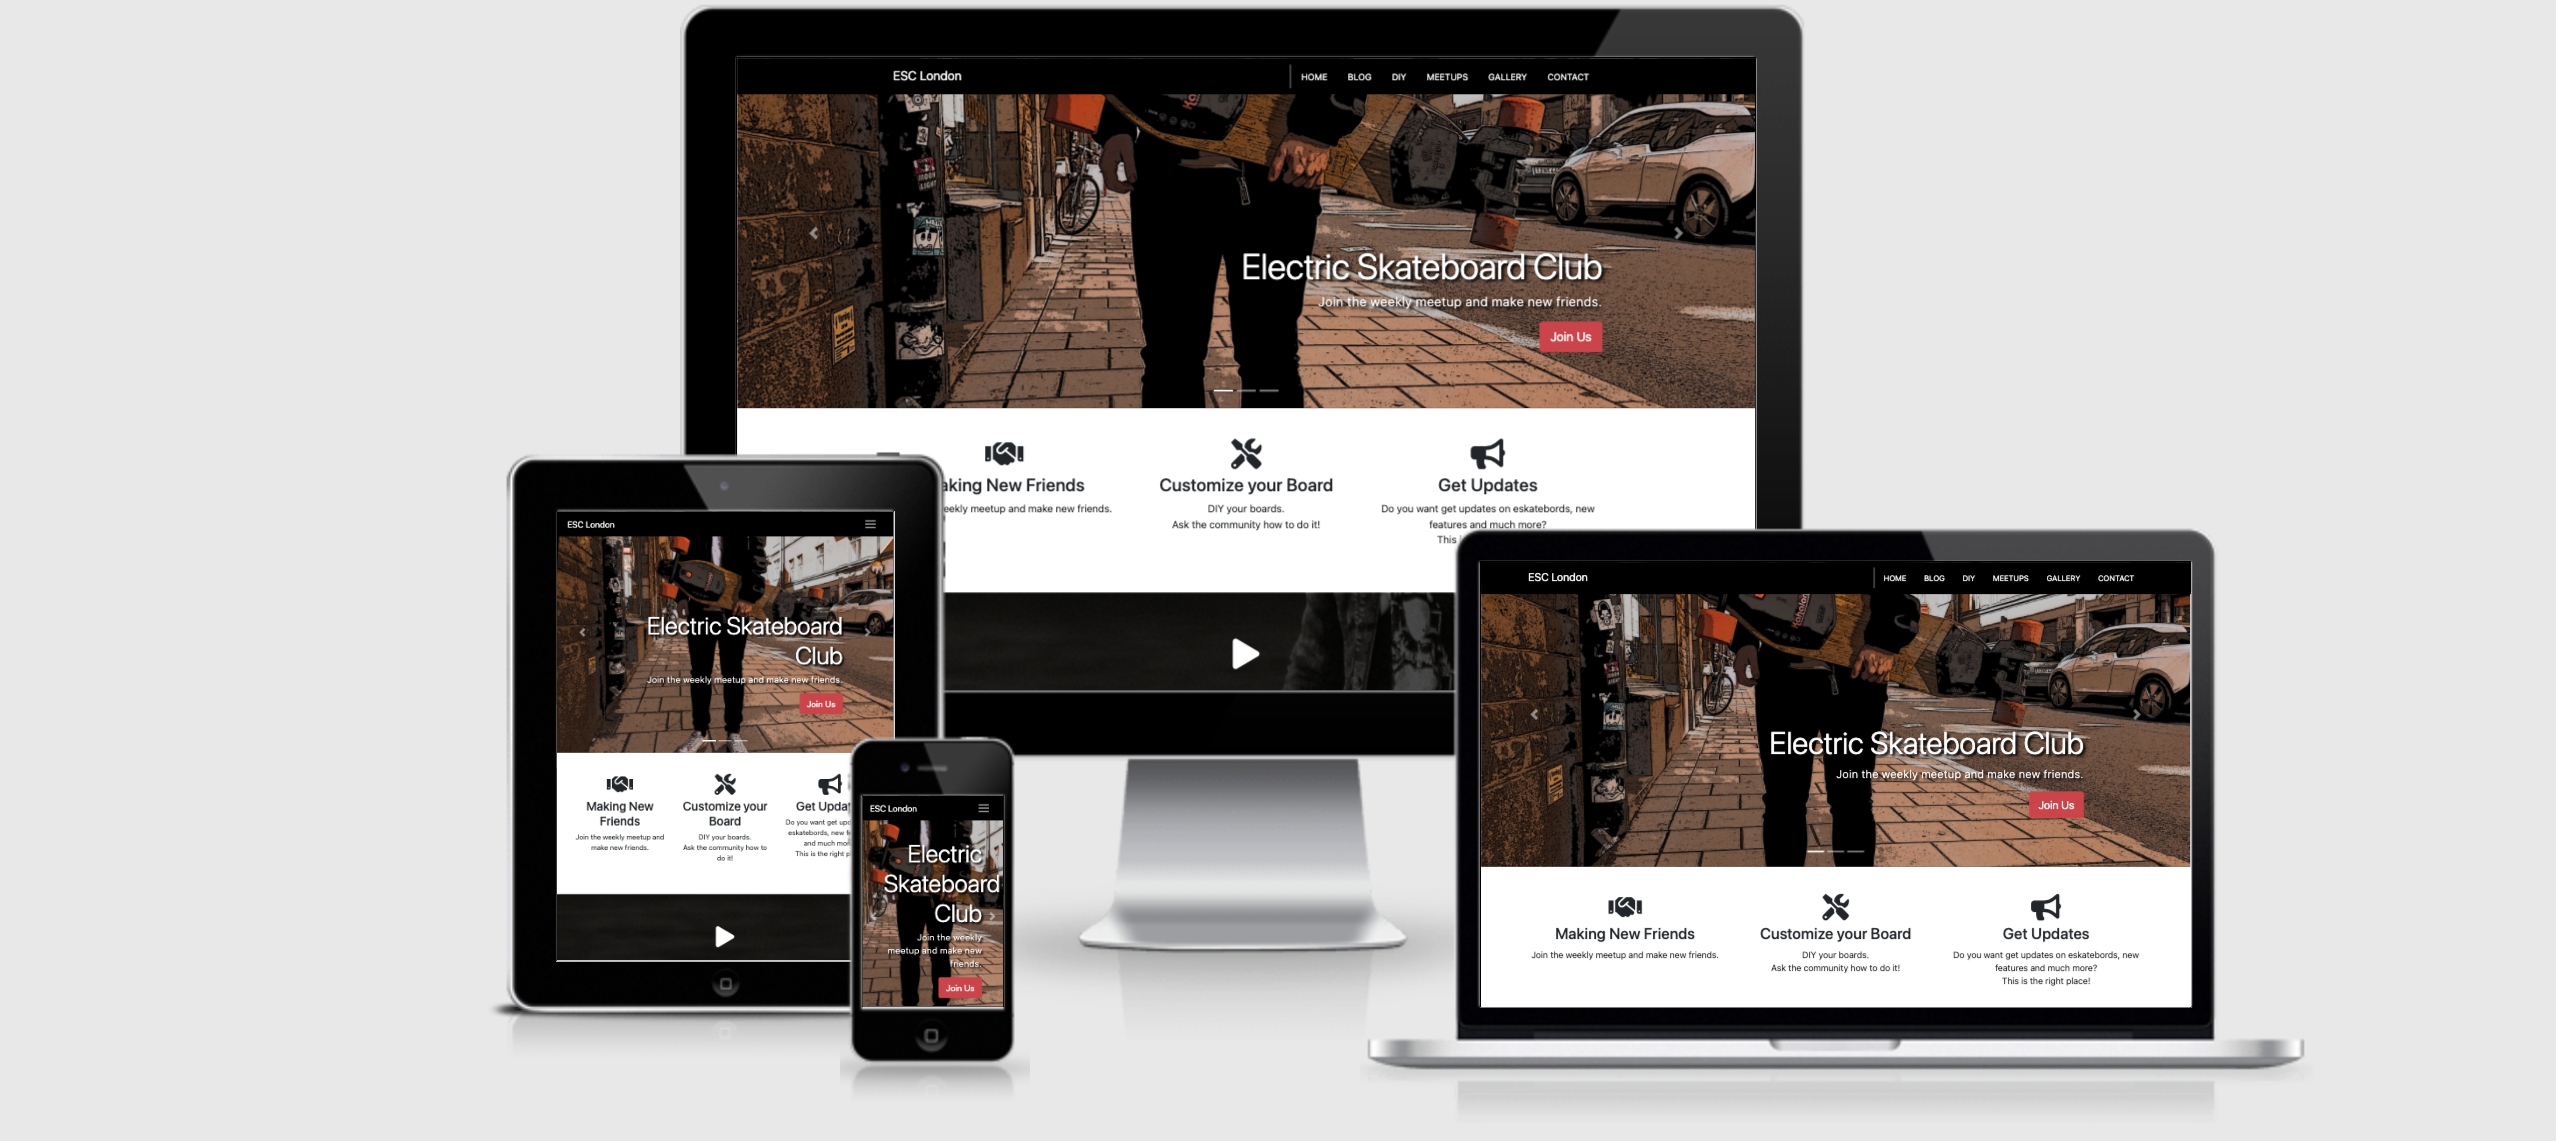 ESC London
HOME BLOG DIY MEETUPS GALLERY CONTACT
MOON
LIGHT
Electric Skateboard Club
Join the weekly meetup and make new friends.
Join Us
aking New Friends
eekly meetup and make new friends.
Customize your Board
DIY your boards.
Ask the community how to do it!
Get Updates
Do you want get updates on eskatebords, new
features and much more?
This
ESC London
Electric Skateboard
Club
Join the weekly meetup and make new friends.
Join Us
Making New
Friends
Join the weekly meetup and
make new friends.
Customize your
Board
DIY your boards.
Ask the community how to
do it!
Get Updat
Do you want get upd
eskatebords, new f
and much mor
This is the right p
ESC London
Electric
Skateboard
Club
Join the weekly
meetup and make new
friends.
Join Us
ESC London
HOME BLOG DIY MEETUPS GALLERY CONTACT
Electric Skateboard Club
Join the weekly meetup and make new friends.
Join Us
Making New Friends
Join the weekly meetup and make new friends.
Customize your Board
DIY your boards.
Ask the community how to do it!
Get Updates
Do you want get updates on eskatebords, new
features and much more?
This is the right place!